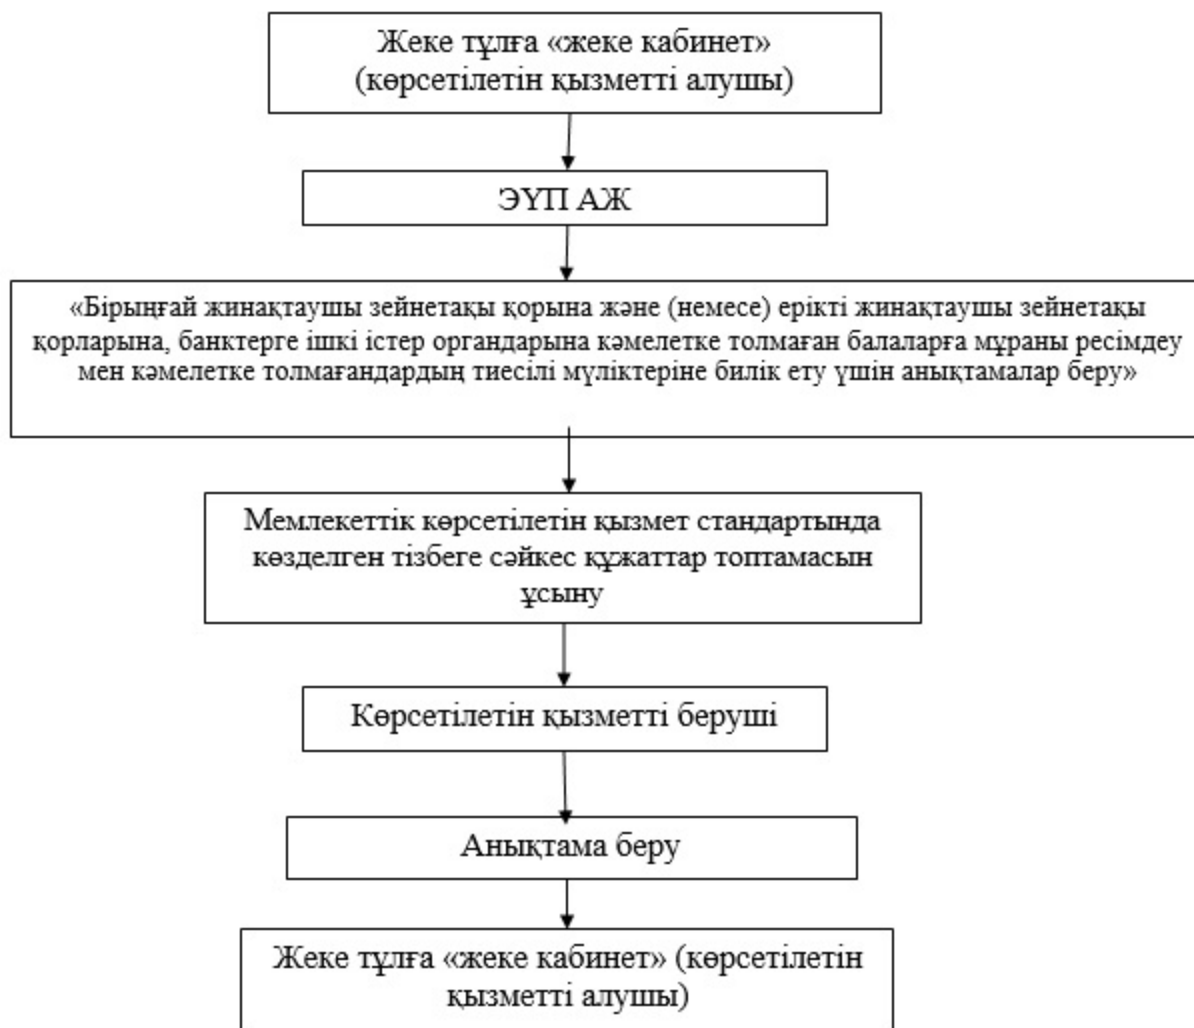 Жеке тұлға «жеке кабинет»
(көрсетілетін қызметті алушы)
ЭҮП АЖ
«Бірыңғай жинақтаушы зейнетақы қорына және (немесе) ерікті жинақтаушы зейнетақы
қорларына, банктерге ішкі істер органдарына кәмелетке толмаған балаларға мұраны ресімдеу
мен кәмелетке толмағандардың тиесілі мүліктеріне билік ету үшін анықтамалар беру»
Мемлекеттік көрсетілетін қызмет стандартында
көзделген тізбеге сәйкес құжаттар топтамасын
ұсыну
Көрсетілетін қызметті беруші
Анықтама беру
Жеке тұлға «жеке кабинет» (көрсетілетін
қызметті алушы)